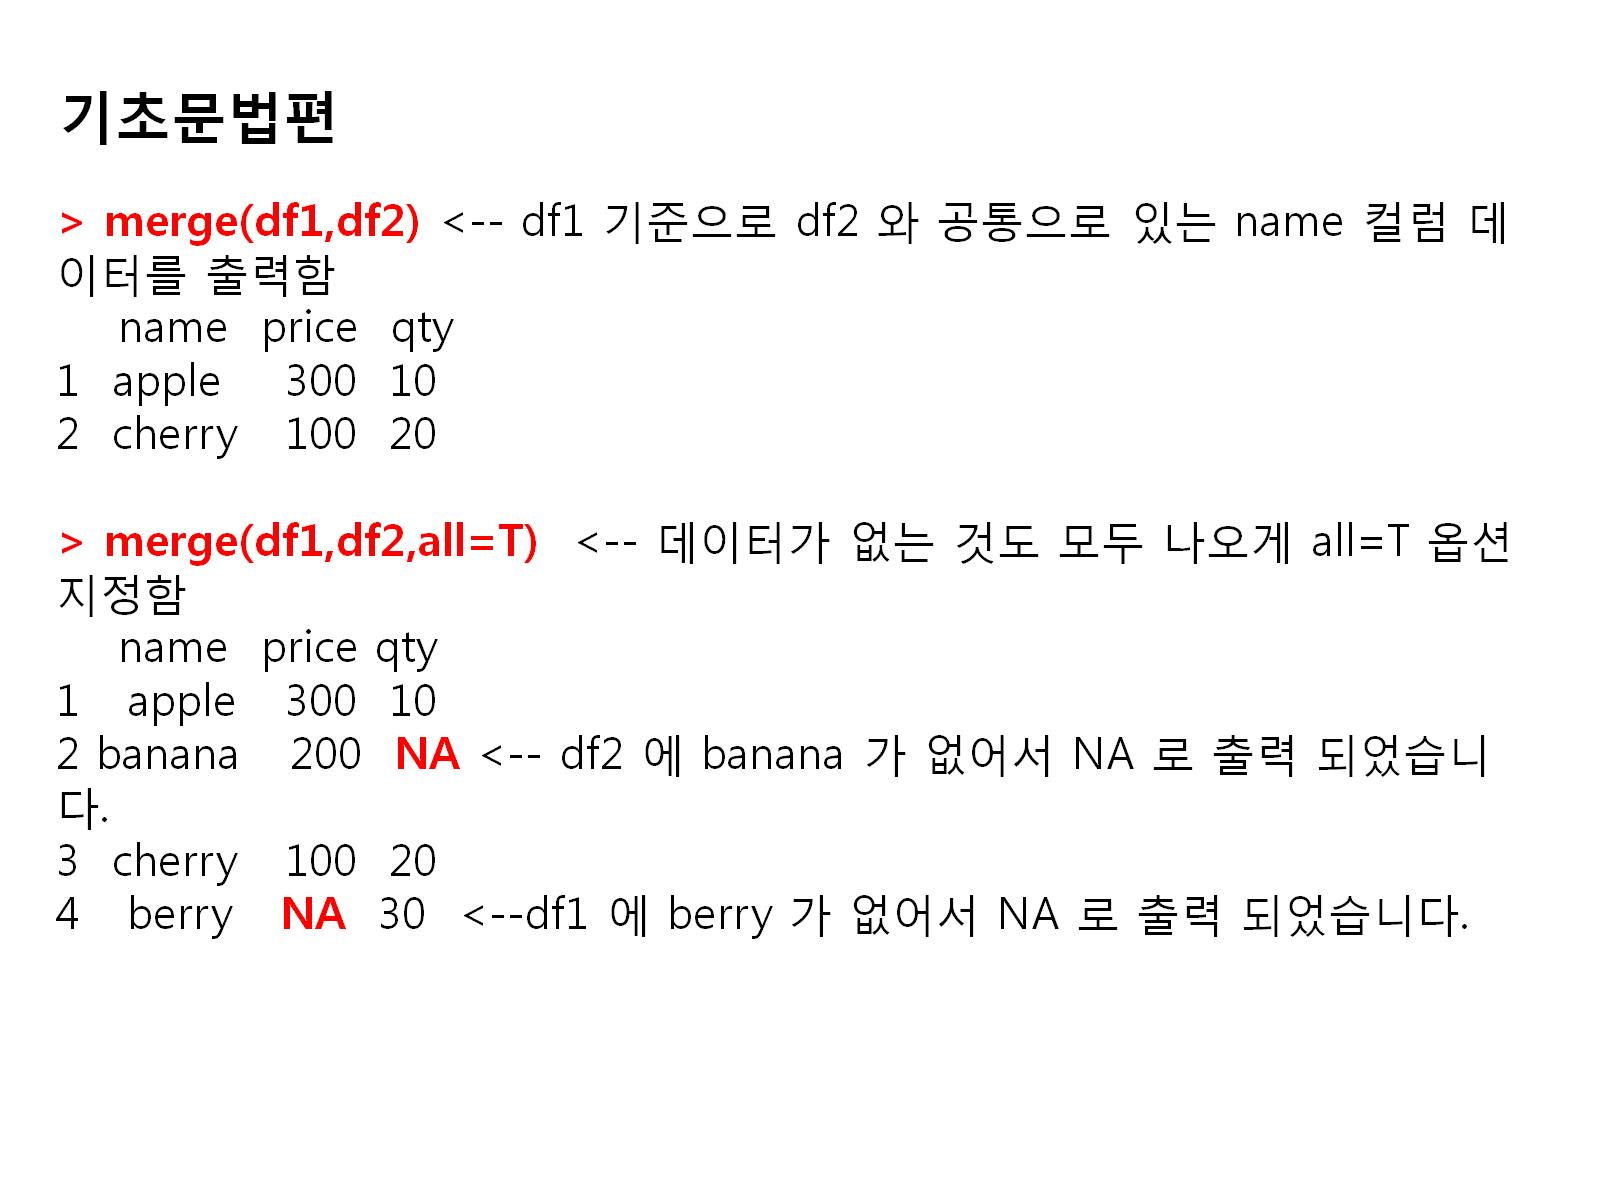 기초문법편
> merge(df1,df2) <-- df1 기준으로 df2 와 공통으로 있는 name 컬럼 데
이터를 출력함
name price qty
1 apple 300 10
2 cherry 100 20
> merge(df1,df2,all=T) <-- 데이터가 없는 것도 모두 나오게 all=T 옵션
지정함
name price qty
1 apple 300 10
2 banana 200 NA <-- df2 에 banana 가 없어서 NA 로 출력 되었습니
다.
3 cherry 100 20
4 berry NA 30 <--df1 에 berry 가 없어서 NA 로 출력 되었습니다.